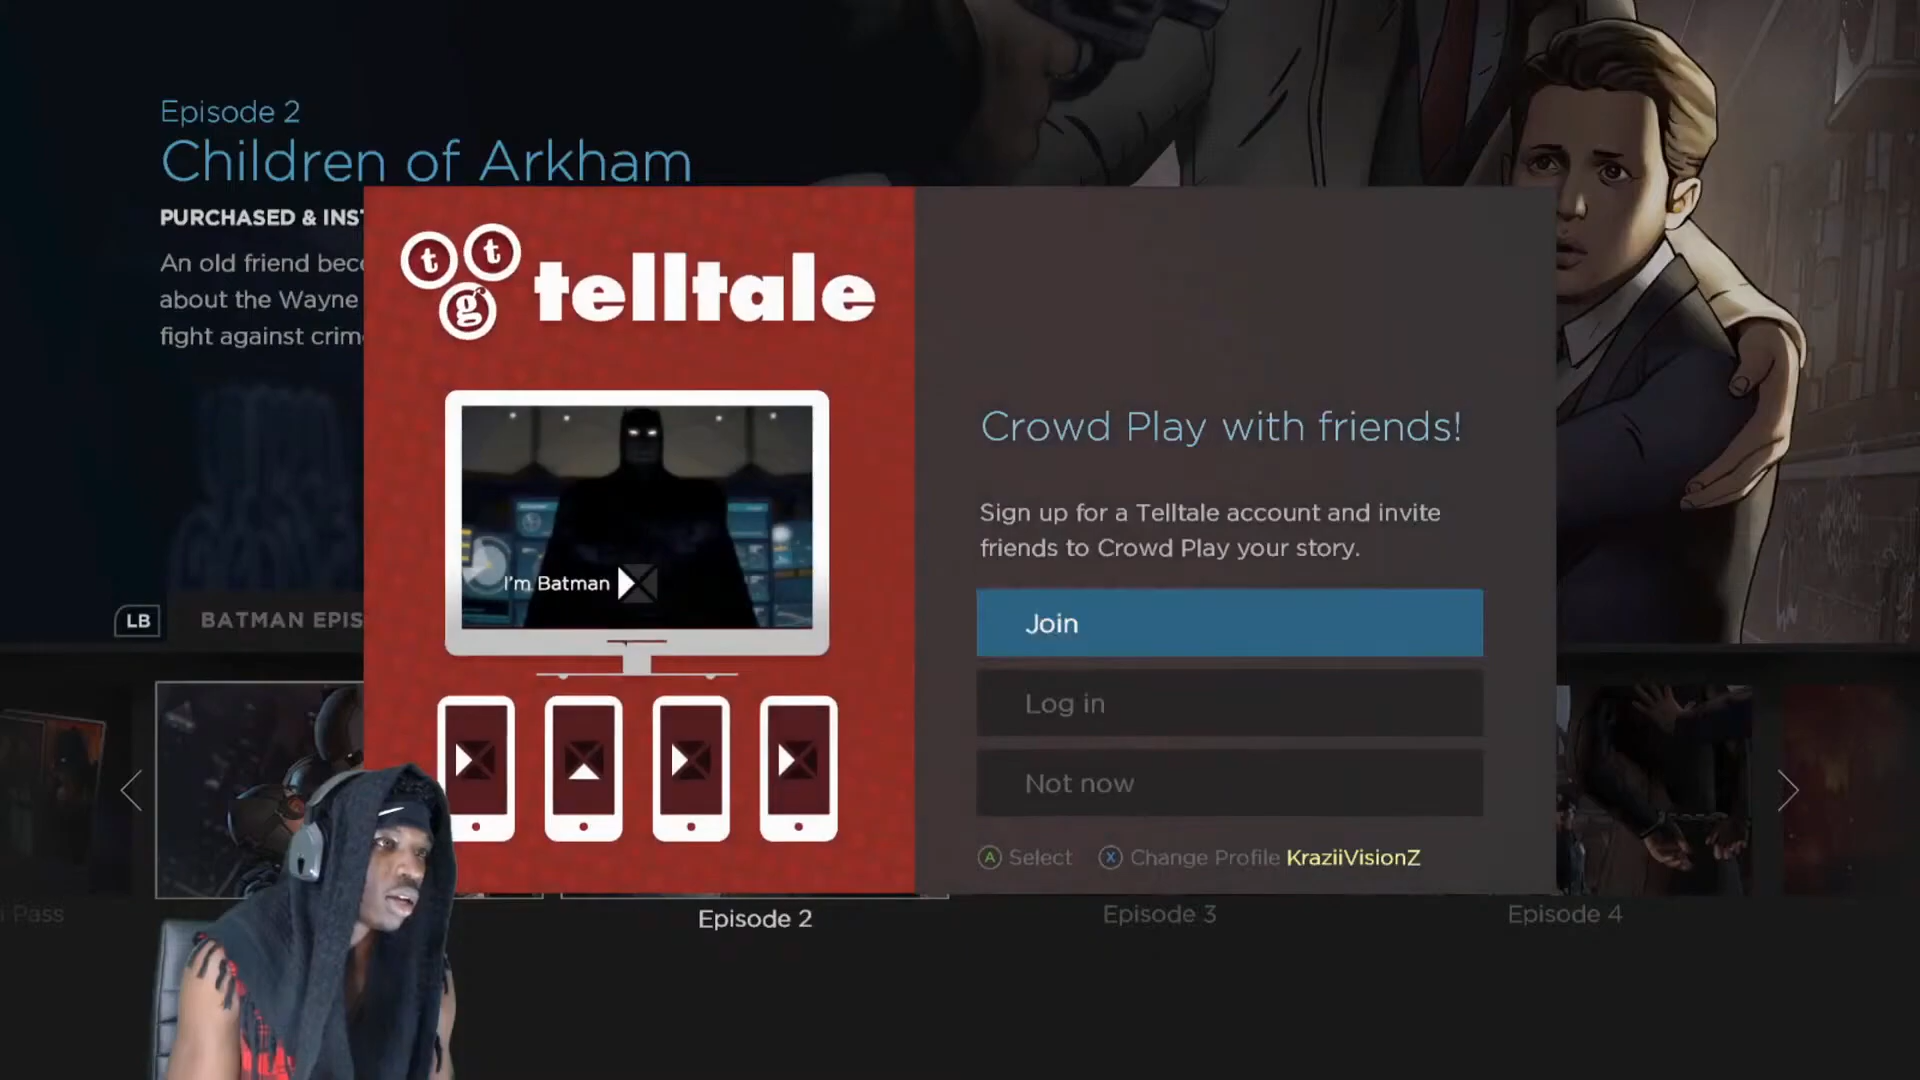 Episode 2
Children of Arkham
PURCHASED & INS
An old friend bec
about the Wayne
fight against crim
t t g telltale
I'm Batman
Crowd Play with friends!
Sign up for a Telltale account and invite
friends to Crowd Play your story.
Join
Log in
Not now
A Select X Change Profile KraziiVisionZ
LB BATMAN EPIS
Pass
Episode 2
Episode 3
Episode 4